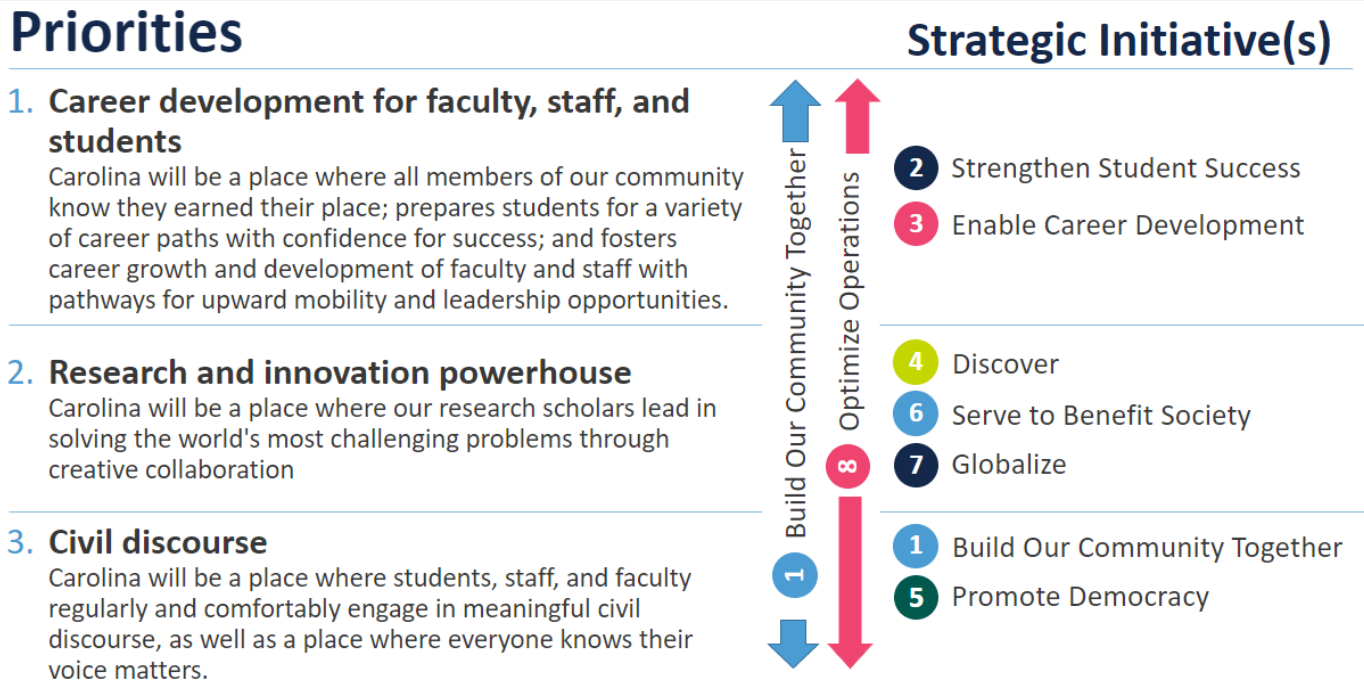 Priorities
Strategic Initiative(s)
1. Career development for faculty, staff, and
students
Carolina will be a place where all members of our community
know they earned their place; prepares students for a variety
of career paths with confidence for success; and fosters
career growth and development of faculty and staff with
pathways for upward mobility and leadership opportunities.
2 Strengthen Student Success
3 Enable Career Development
2. Research and innovation powerhouse
Carolina will be a place where our research scholars lead in
solving the world's most challenging problems through
creative collaboration
4 Discover
6 Serve to Benefit Society
7 Globalize
3. Civil discourse
Carolina will be a place where students, staff, and faculty
regularly and comfortably engage in meaningful civil
discourse, as well as a place where everyone knows their
voice matters.
1 Build Our Community Together
5 Promote Democracy
1 Build Our Community Together
8 Optimize Operations